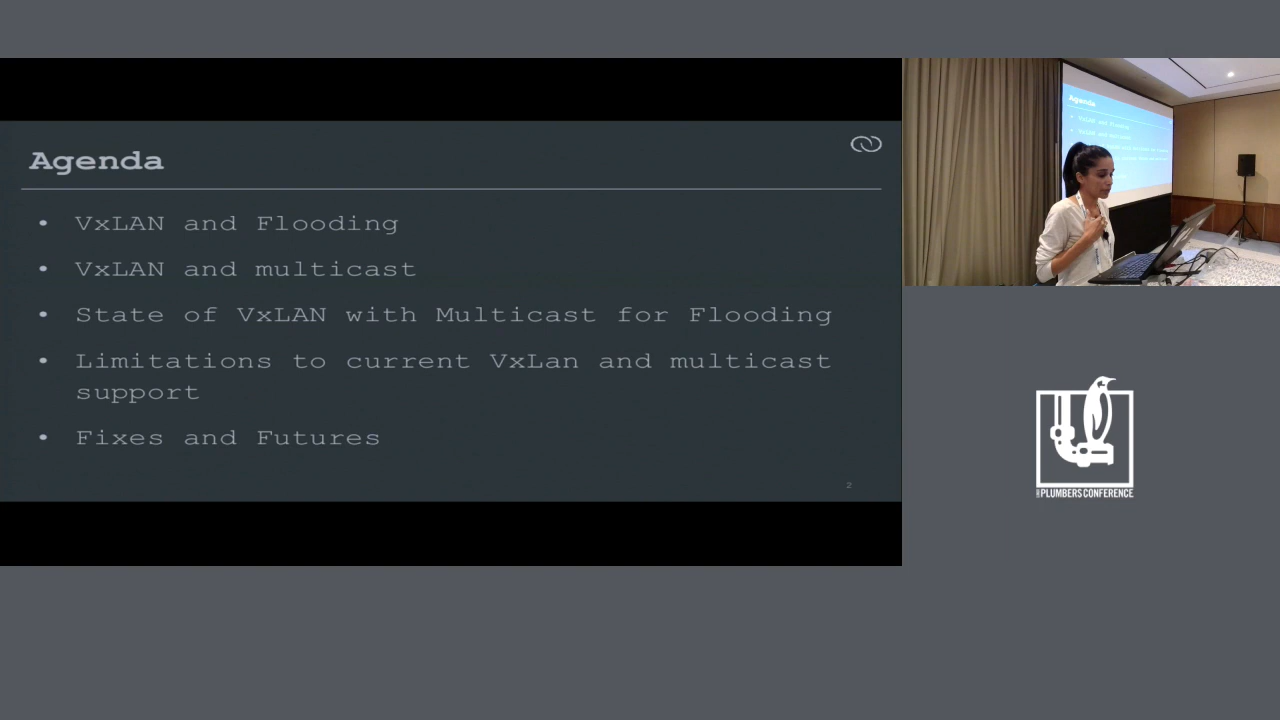 Agenda
• VxLAN and Flooding
• VxLAN and multicast
• State of VxLAN with Multicast for Flooding
• Limitations to current VxLan and multicast
support
• Fixes and Futures
2
Agenda
PLUMBERS CONFERENCE